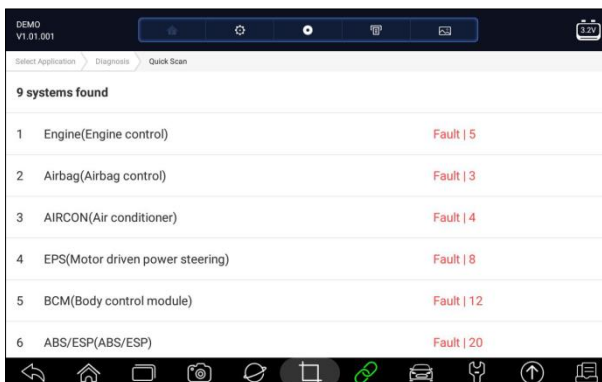 DEMO
V1.01.001
3.2V
Select Application Diagnosis Quick Scan
9 systems found
1 Engine(Engine control) Fault | 5
2 Airbag(Airbag control) Fault | 3
3 AIRCON(Air conditioner) Fault | 4
4 EPS(Motor driven power steering) Fault | 8
5 BCM(Body control module) Fault | 12
6 ABS/ESP(ABS/ESP) Fault | 20